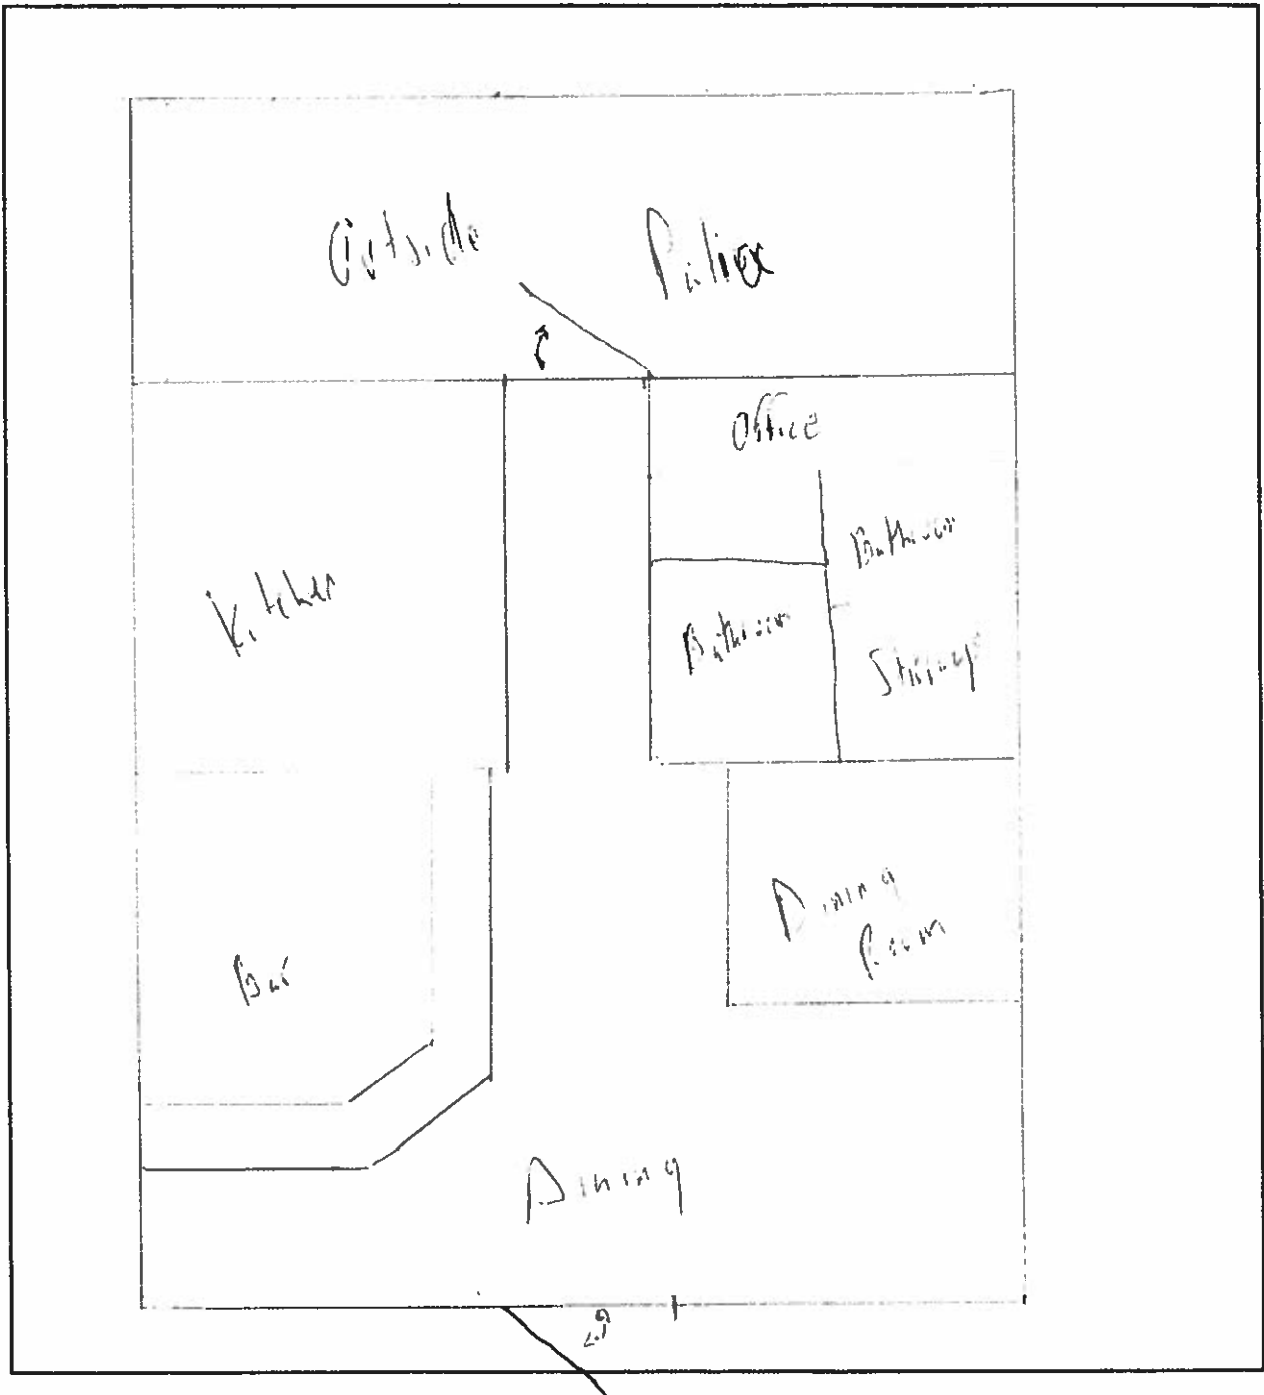 Outside Patio
Office
Bathroom
Kitchen
Bathroom
Storage
Dining
Room
Bar
Dining